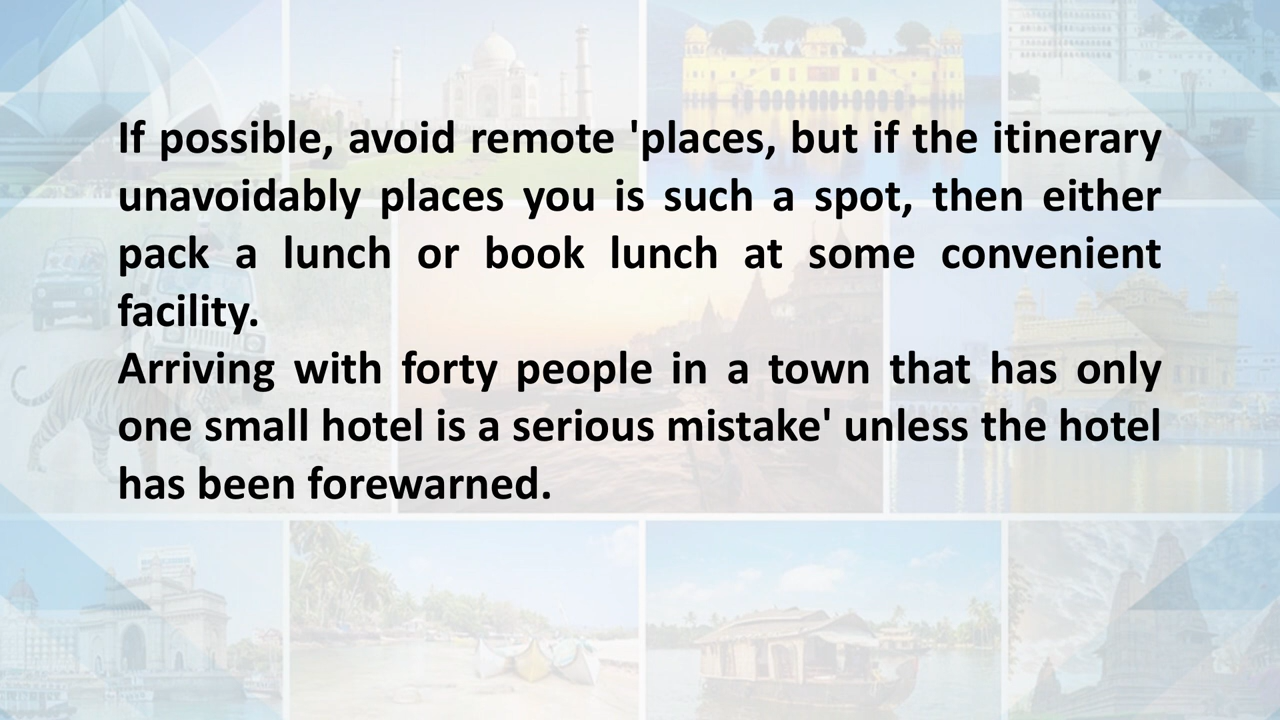 If possible, avoid remote 'places, but if the itinerary
unavoidably places you is such a spot, then either
pack a lunch or book lunch at some convenient
facility.
Arriving with forty people in a town that has only
one small hotel is a serious mistake' unless the hotel
has been forewarned.